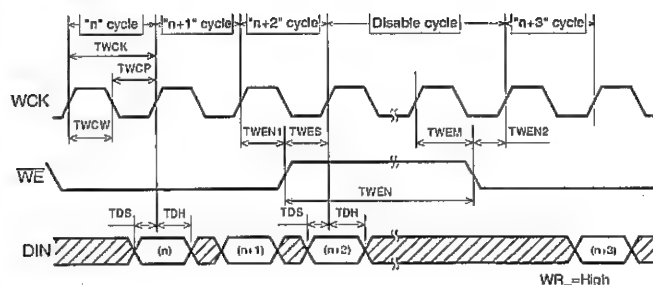 "n" cycle "n+1" cycle "n+2" cycle Disable cycle "n+3" cycle
TWCK
TWCP
WCK
TWCW TWEN1 TWES TWEM TWEN2
WE
TWEN
TDS TDH TDS TDH
DIN (n) (n+1) (n+2) (n+3)
WR_=High